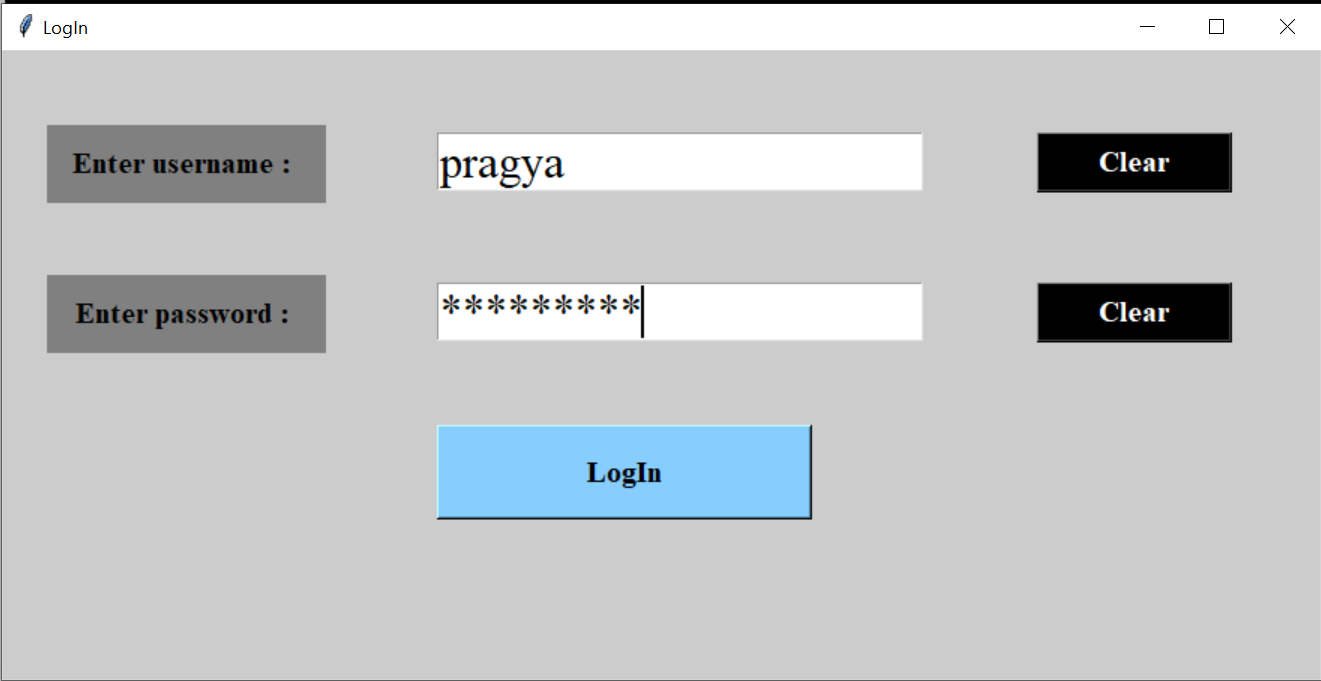 LogIn
Enter username :
pragya
Clear
Enter password :
*********
Clear
LogIn